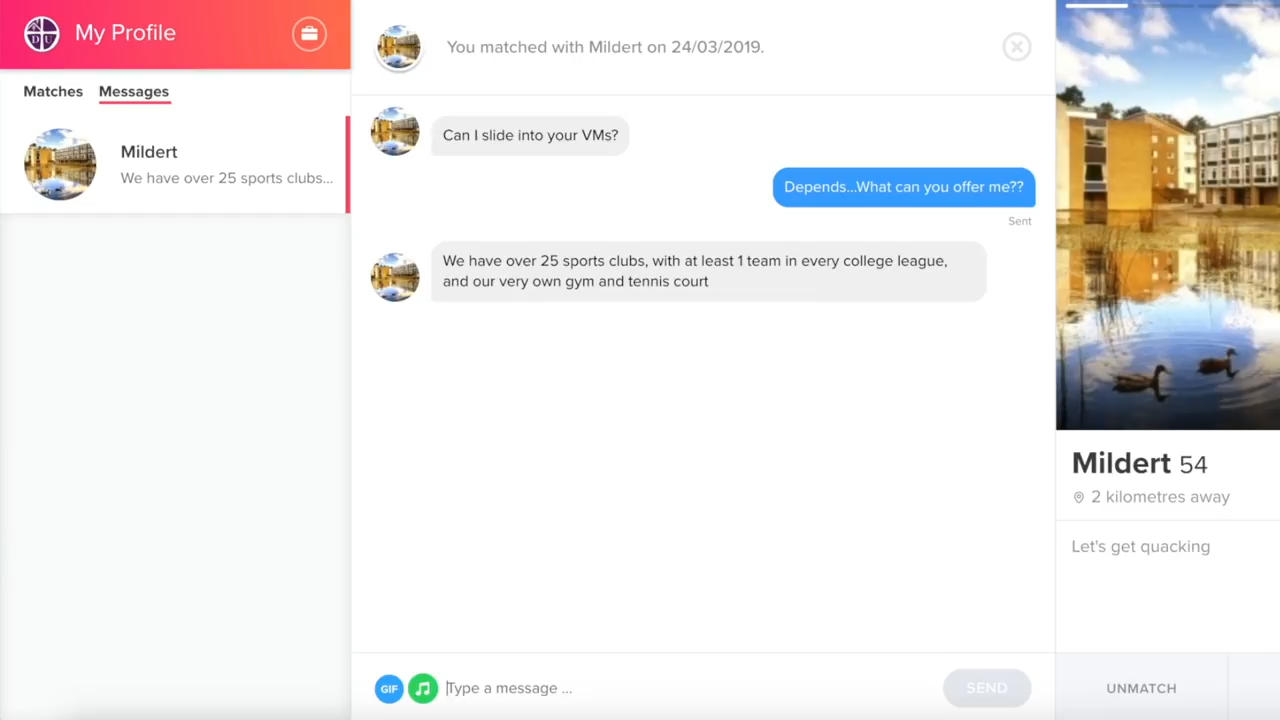 My Profile
Matches Messages
Mildert
We have over 25 sports clubs...
You matched with Mildert on 24/03/2019.
Can I slide into your VMs?
Depends...What can you offer me??
Sent
We have over 25 sports clubs, with at least 1 team in every college league,
and our very own gym and tennis court
GIF
Type a message ...
SEND
Mildert 54
2 kilometres away
Let's get quacking
UNMATCH